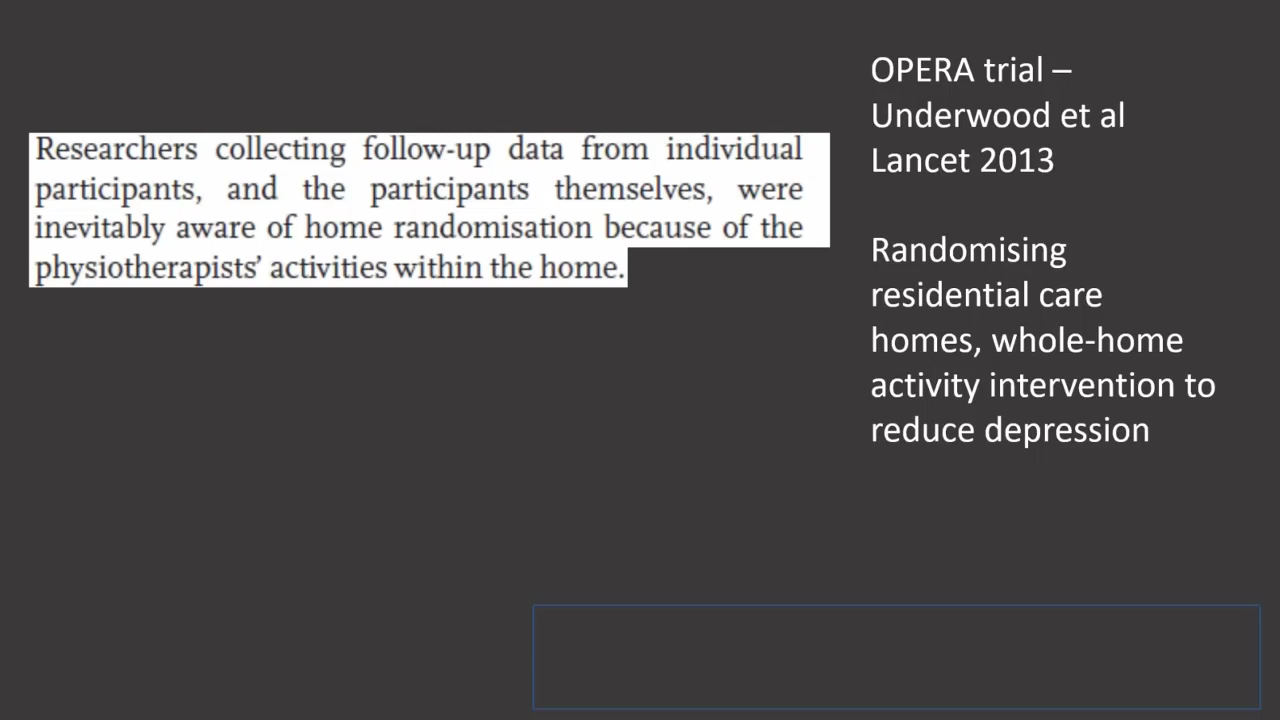 Researchers collecting follow-up data from individual
participants, and the participants themselves, were
inevitably aware of home randomisation because of the
physiotherapists’ activities within the home.
OPERA trial –
Underwood et al
Lancet 2013
Randomising
residential care
homes, whole-home
activity intervention to
reduce depression